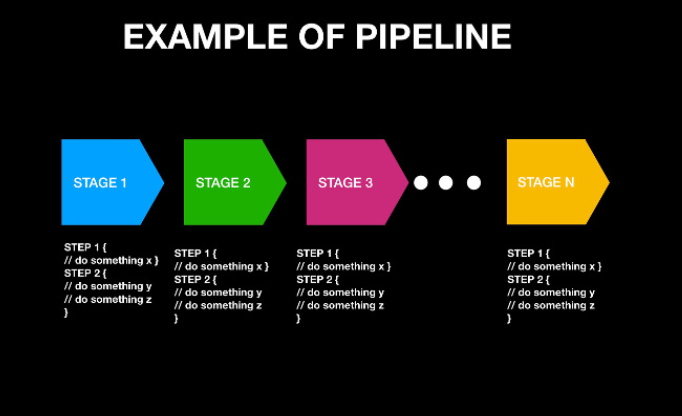 EXAMPLE OF PIPELINE
STAGE 1
STAGE 2
STAGE 3
STAGE N
STEP 1 {
// do something x }
STEP 2 {
// do something y
// do something z
}
STEP 1 {
// do something x }
STEP 2 {
// do something y
// do something z
}
STEP 1 {
// do something x }
STEP 2 {
// do something y
// do something z
}
STEP 1 {
// do something x }
STEP 2 {
// do something y
// do something z
}